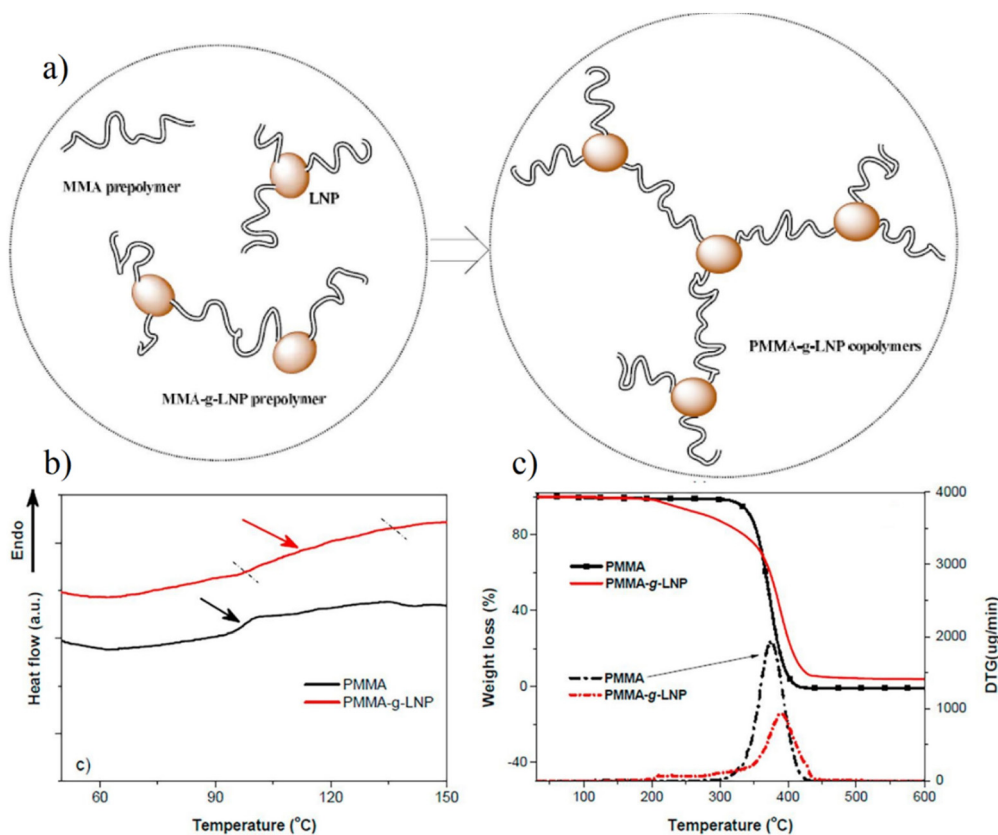 a)
MMA prepolymer
LNP
MMA-g-LNP prepolymer
PMMA-g-LNP copolymers
b)
Endo
Heat flow (a.u.)
PMMA
PMMA-g-LNP
c)
60
90
120
150
Temperature (°C)
c)
80
40
0
-40
Weight loss (%)
PMMA
PMMA-g-LNP
PMMA
PMMA-g-LNP
4000
3000
2000
1000
0
DTG(ug/min)
100
200
300
400
500
600
Temperature (°C)